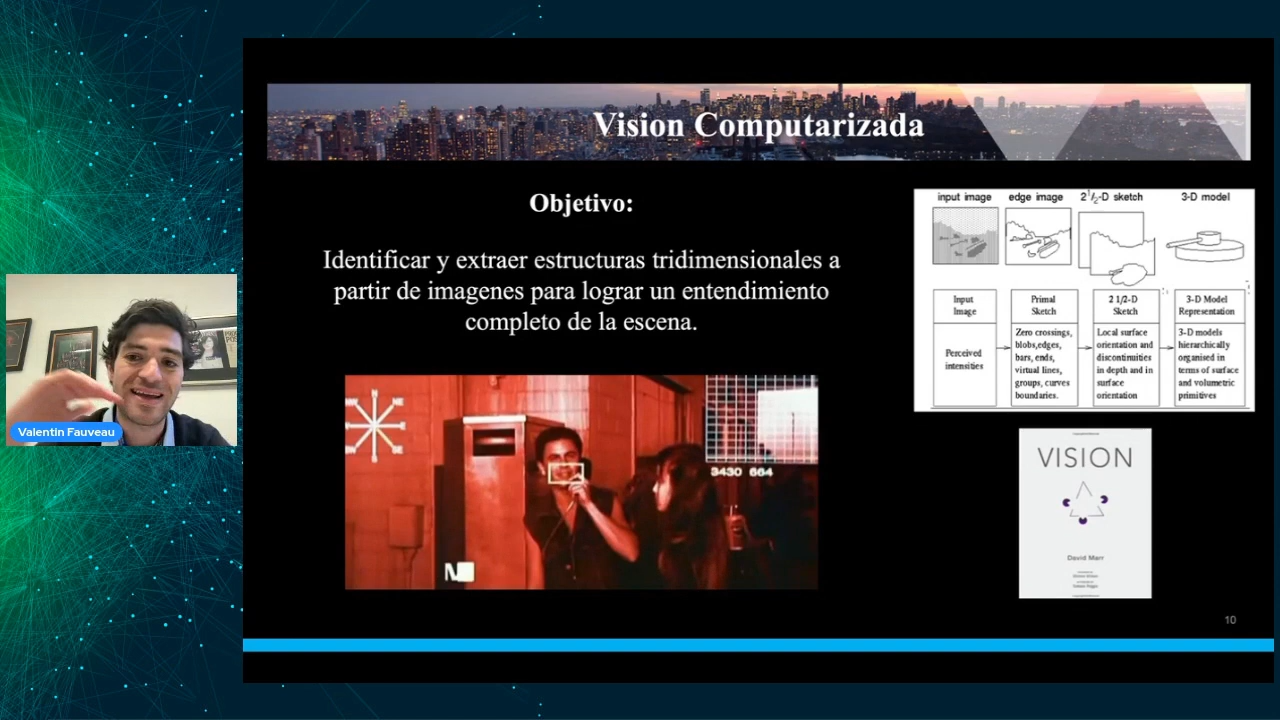 Vision Computarizada
Objetivo:
Identificar y extraer estructuras tridimensionales a
partir de imagenes para lograr un entendimiento
completo de la escena.
input image edge image 2 1/2-D sketch 3-D model
Input
Image
Perceived
intensities
Primal
Sketch
Zero crossings,
blobs,edges,
bars, ends,
virtual lines,
groups, curves
boundaries.
2 1/2-D
Sketch
Local surface
orientation and
discontinuities
in depth and in
surface
orientation
3-D Model
Representation
3-D models
hierarchically
organised in
terms of surface
and volumetric
primitives
Valentin Fauveau
N NE
E
SE
3430 664
N
VISION
David Marr
10